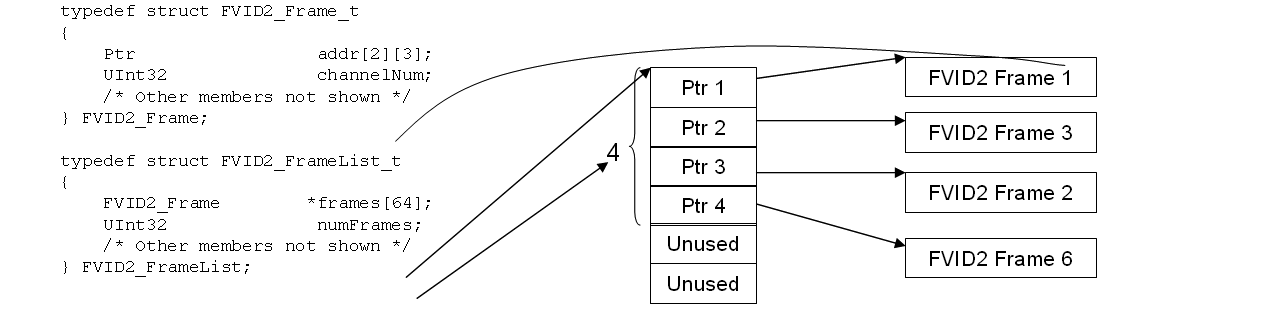 typedef struct FVID2_Frame_t
{
Ptr addr[2][3];
UInt32 channelNum;
/* Other members not shown */
} FVID2_Frame;
typedef struct FVID2_FrameList_t
{
FVID2_Frame *frames[64];
UInt32 numFrames;
/* Other members not shown */
} FVID2_FrameList;
4
Ptr 1
Ptr 2
Ptr 3
Ptr 4
Unused
Unused
FVID2 Frame 1
FVID2 Frame 3
FVID2 Frame 2
FVID2 Frame 6